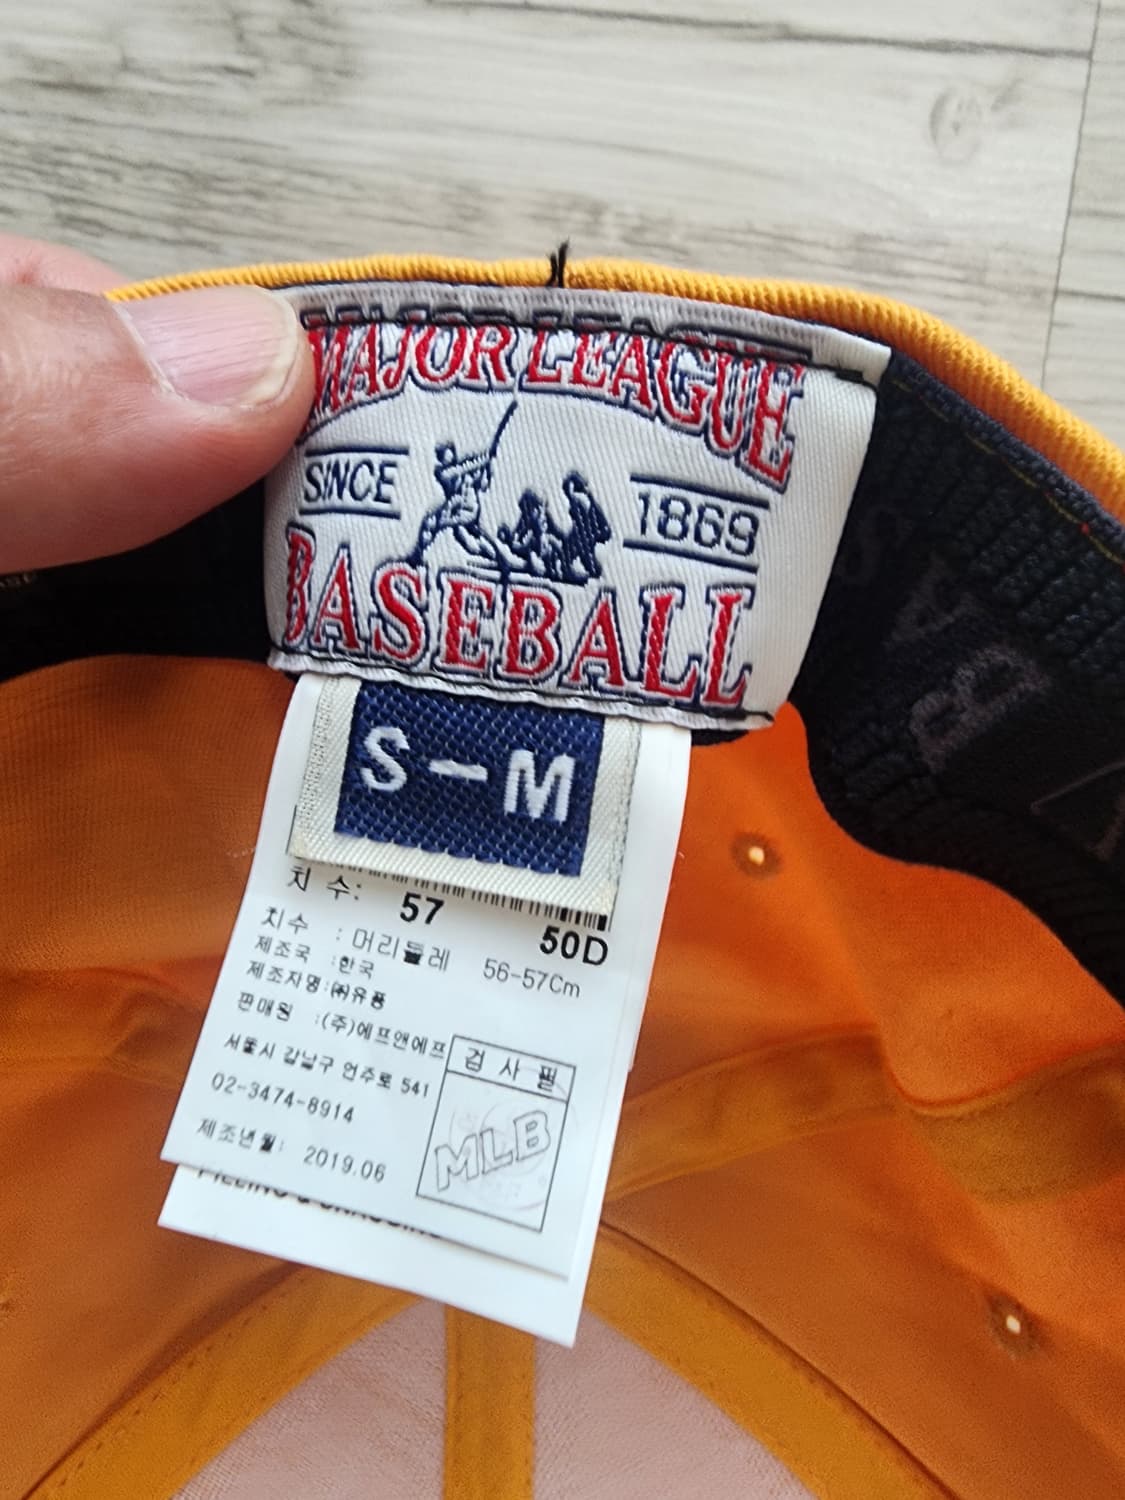 MAJOR LEAGUE
SINCE 1869
BASEBALL
S-M
치 수: 57 50D
치수 : 머리둘레 56-57Cm
제조국 :한국
제조자명:㈜유풍
판매원 :(주)에프앤에프
서울시 강남구 언주로 541
02-3474-8914
제조년월: 2019.06
검 사 필
MLB